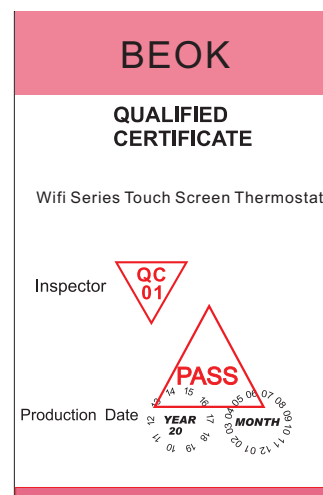 BEOK
QUALIFIED
CERTIFICATE
Wifi Series Touch Screen Thermostat
Inspector
QC
01
PASS
Production Date
YEAR
20
10 11 12 13 14 15 16 17 18 19
MONTH
01 02 03 04 05 06 07 08 09 10 11 12